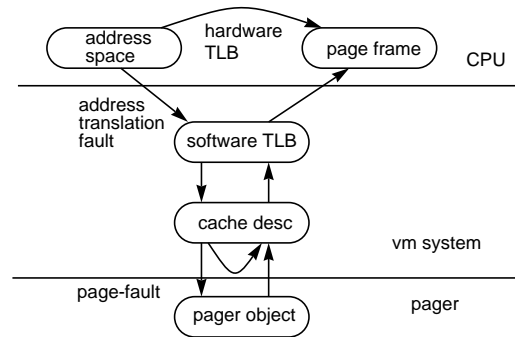 address
space
hardware
TLB
page frame
CPU
address
translation
fault
software TLB
cache desc
vm system
page-fault
pager object
pager